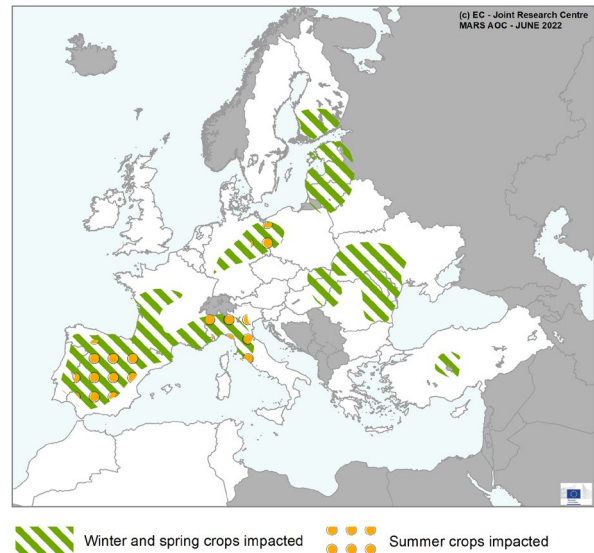 (c) EC - Joint Research Centre
MARS AOC - JUNE 2022
Winter and spring crops impacted
Summer crops impacted